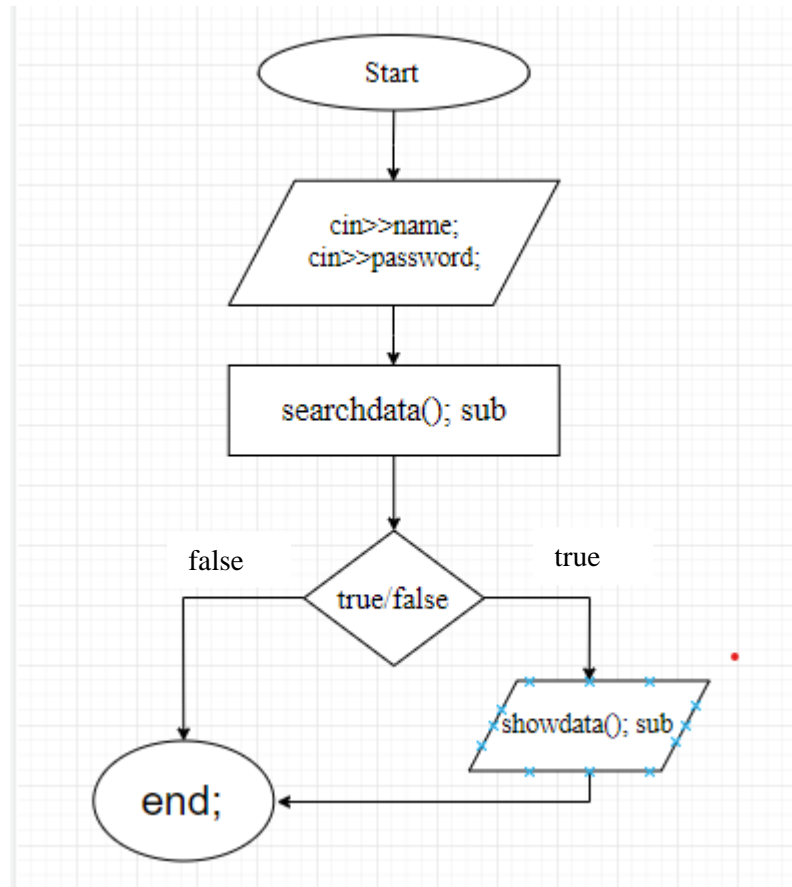 Start
cin>>name;
cin>>password;
searchdata(); sub
false
true
true/false
showdata(); sub
end;